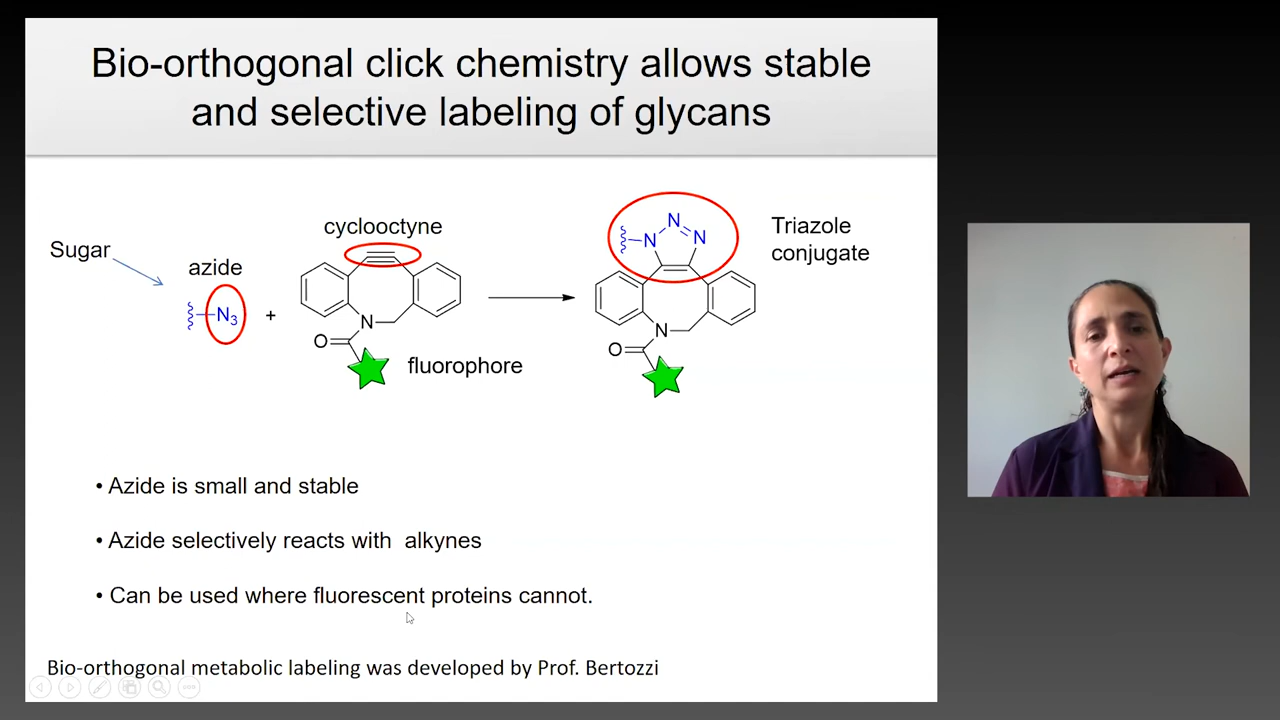 Bio-orthogonal click chemistry allows stable
and selective labeling of glycans
Sugar
azide
N3
+
cyclooctyne
N
O
fluorophore
N
N
N
N
O
Triazole
conjugate
• Azide is small and stable
• Azide selectively reacts with alkynes
• Can be used where fluorescent proteins cannot.
Bio-orthogonal metabolic labeling was developed by Prof. Bertozzi